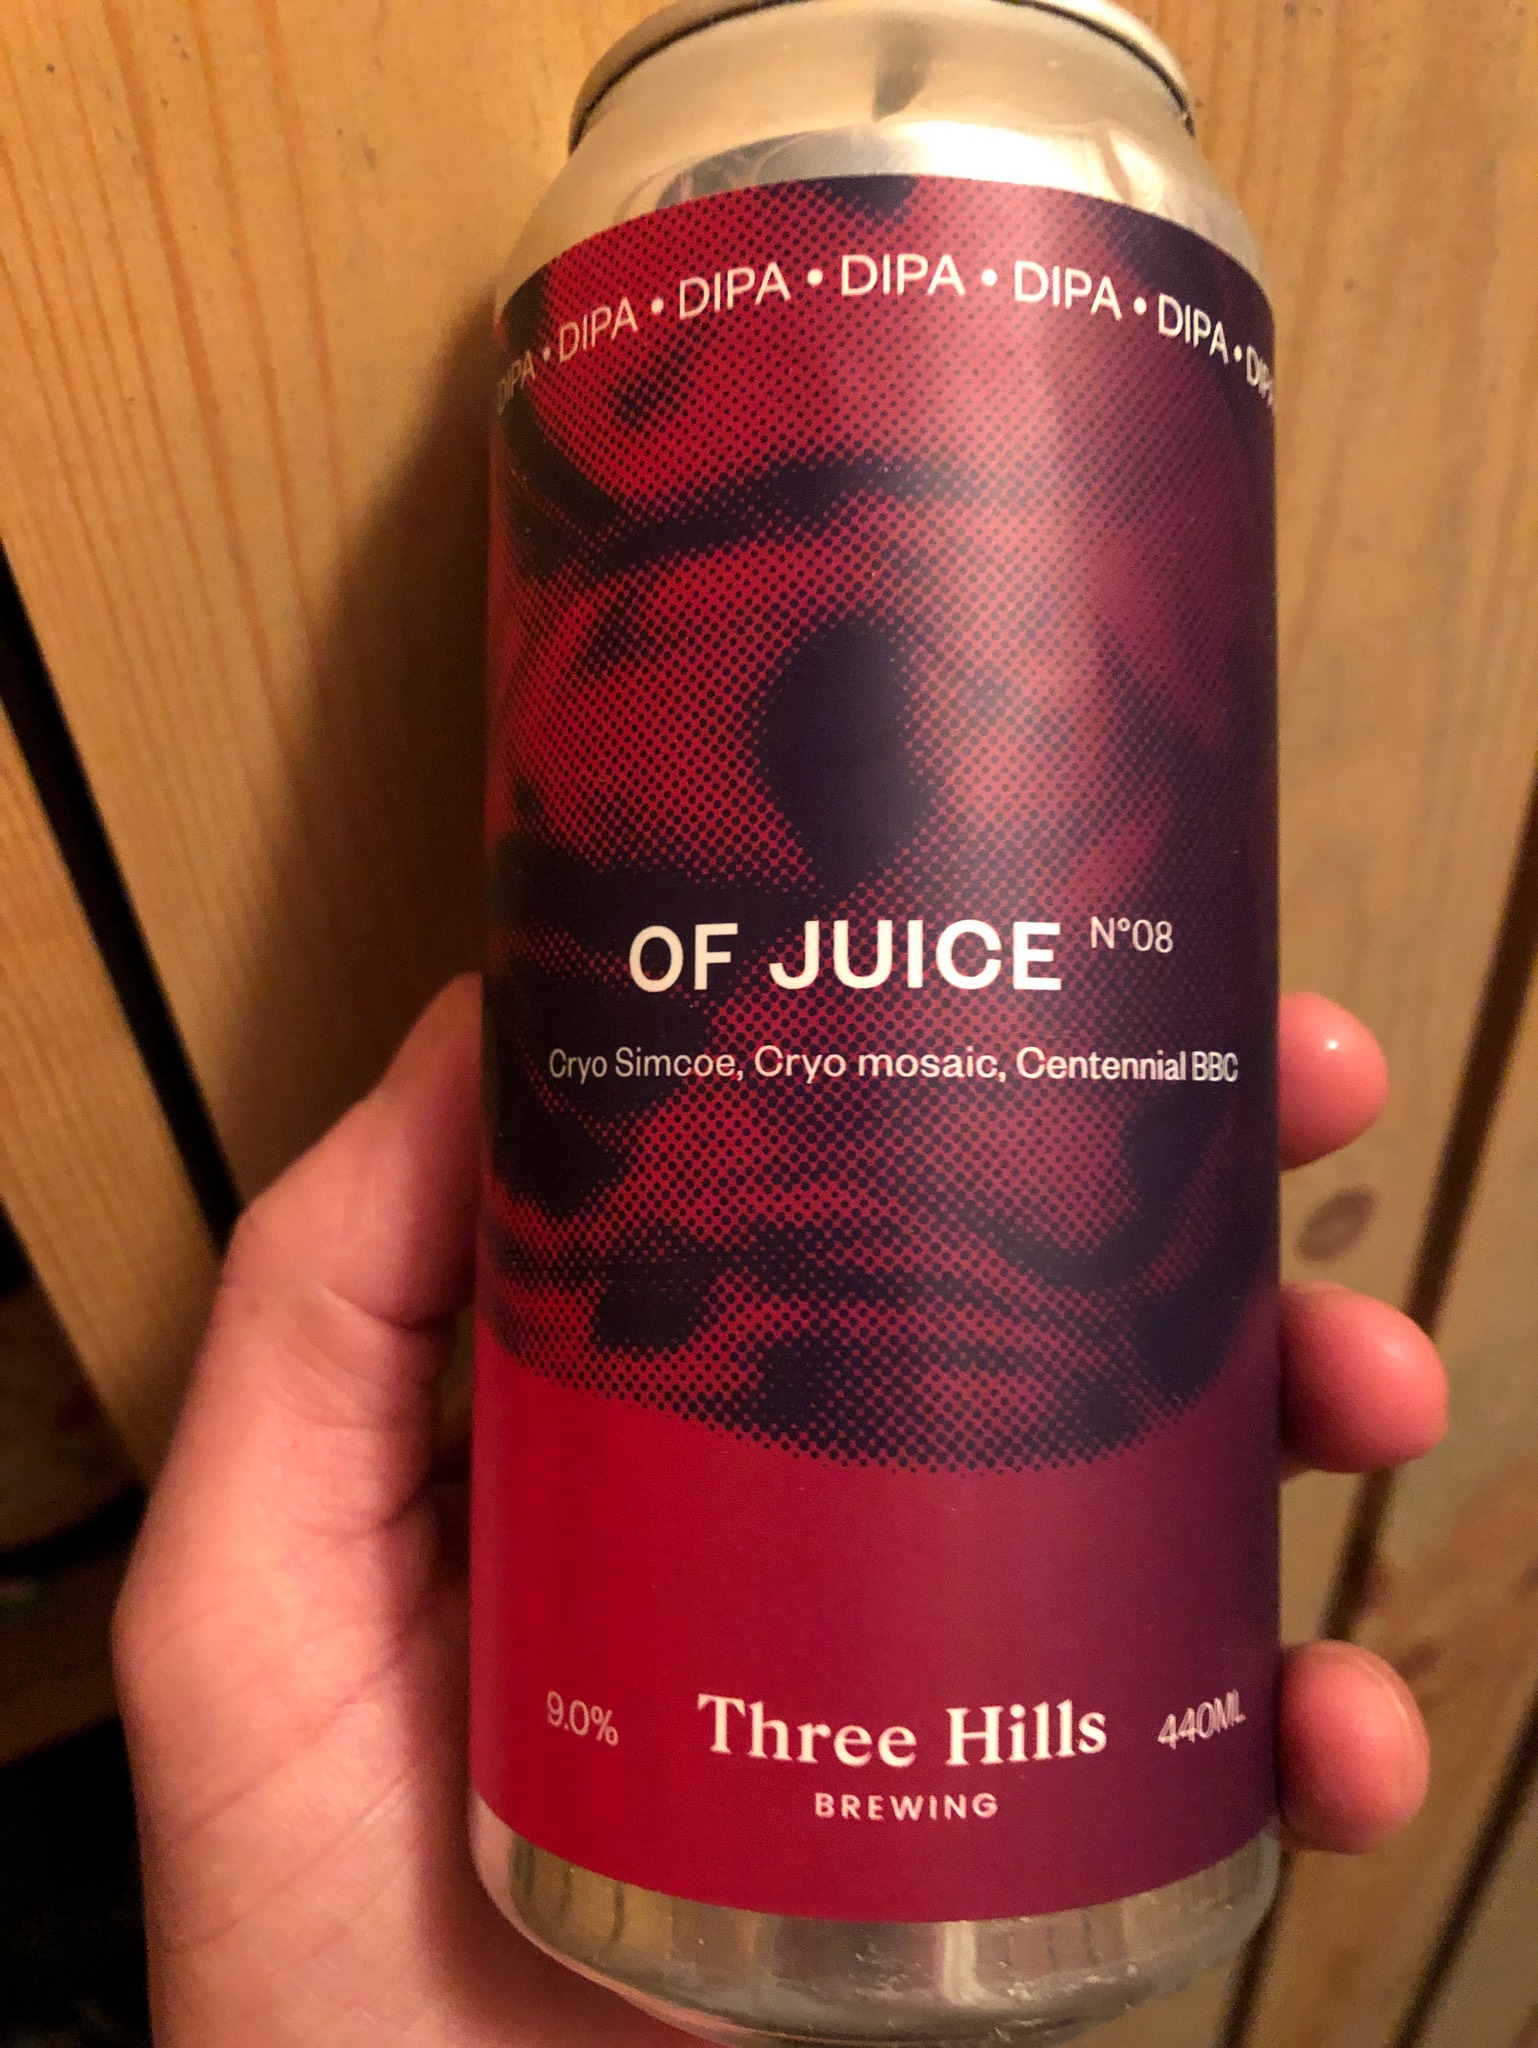 DIPA • DIPA • DIPA • DIPA • DIPA • DIPA • DIPA
OF JUICE N°08
Cryo Simcoe, Cryo mosaic, Centennial BBC
9.0% Three Hills 440ML
BREWING